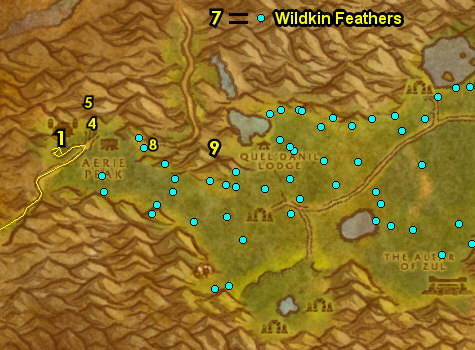 7 = Wildkin Feathers
5
4
1
8
9
AERIE
PEAK
QUEL'DANIL
LODGE
THE ALTAR
OF ZUL